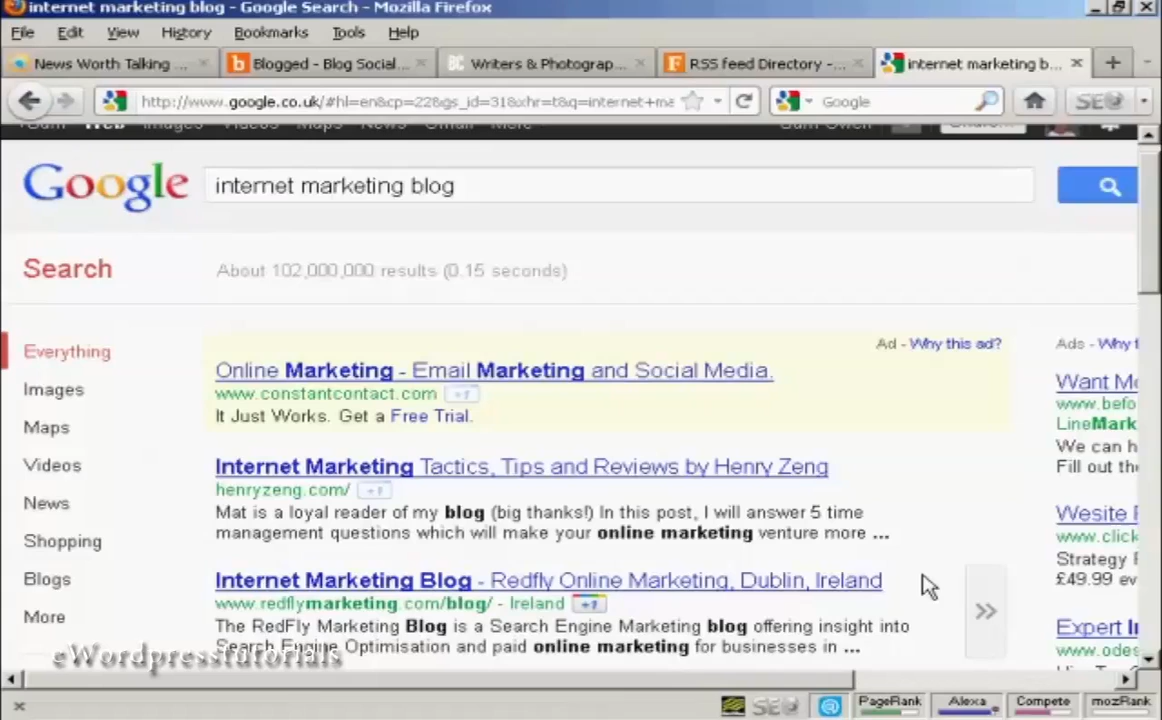 internet marketing blog - Google Search - Mozilla Firefox
File Edit View History Bookmarks Tools Help
News Worth Talking ... Blogged - Blog Social... Writers & Photograp... RSS feed Directory -... internet marketing b...
http://www.google.co.uk/#hl=en&cp=22&gs_id=31&xhr=t&q=internet+ma Google SE
Web Images Videos Maps News Gmail More
Google internet marketing blog
Search About 102,000,000 results (0.15 seconds)
Everything
Images
Maps
Videos
News
Shopping
Blogs
More
Ad - Why this ad?
Online Marketing - Email Marketing and Social Media.
www.constantcontact.com +1
It Just Works. Get a Free Trial.
Internet Marketing Tactics, Tips and Reviews by Henry Zeng
henryzeng.com/ +1
Mat is a loyal reader of my blog (big thanks!) In this post, I will answer 5 time
management questions which will make your online marketing venture more ...
Internet Marketing Blog - Redfly Online Marketing, Dublin, Ireland
www.redflymarketing.com/blog/ - Ireland +1
The RedFly Marketing Blog is a Search Engine Marketing blog offering insight into
Search Engine Optimisation and paid online marketing for businesses in ...
»
Ads - Why t
Want Mo
www.befo
LineMark
We can h
Fill out the
Wesite
www.click
Strategy
£49.99 ev
Expert In
www.odes
eWordpresstutorials
SE PageRank Alexa Compete mozRank